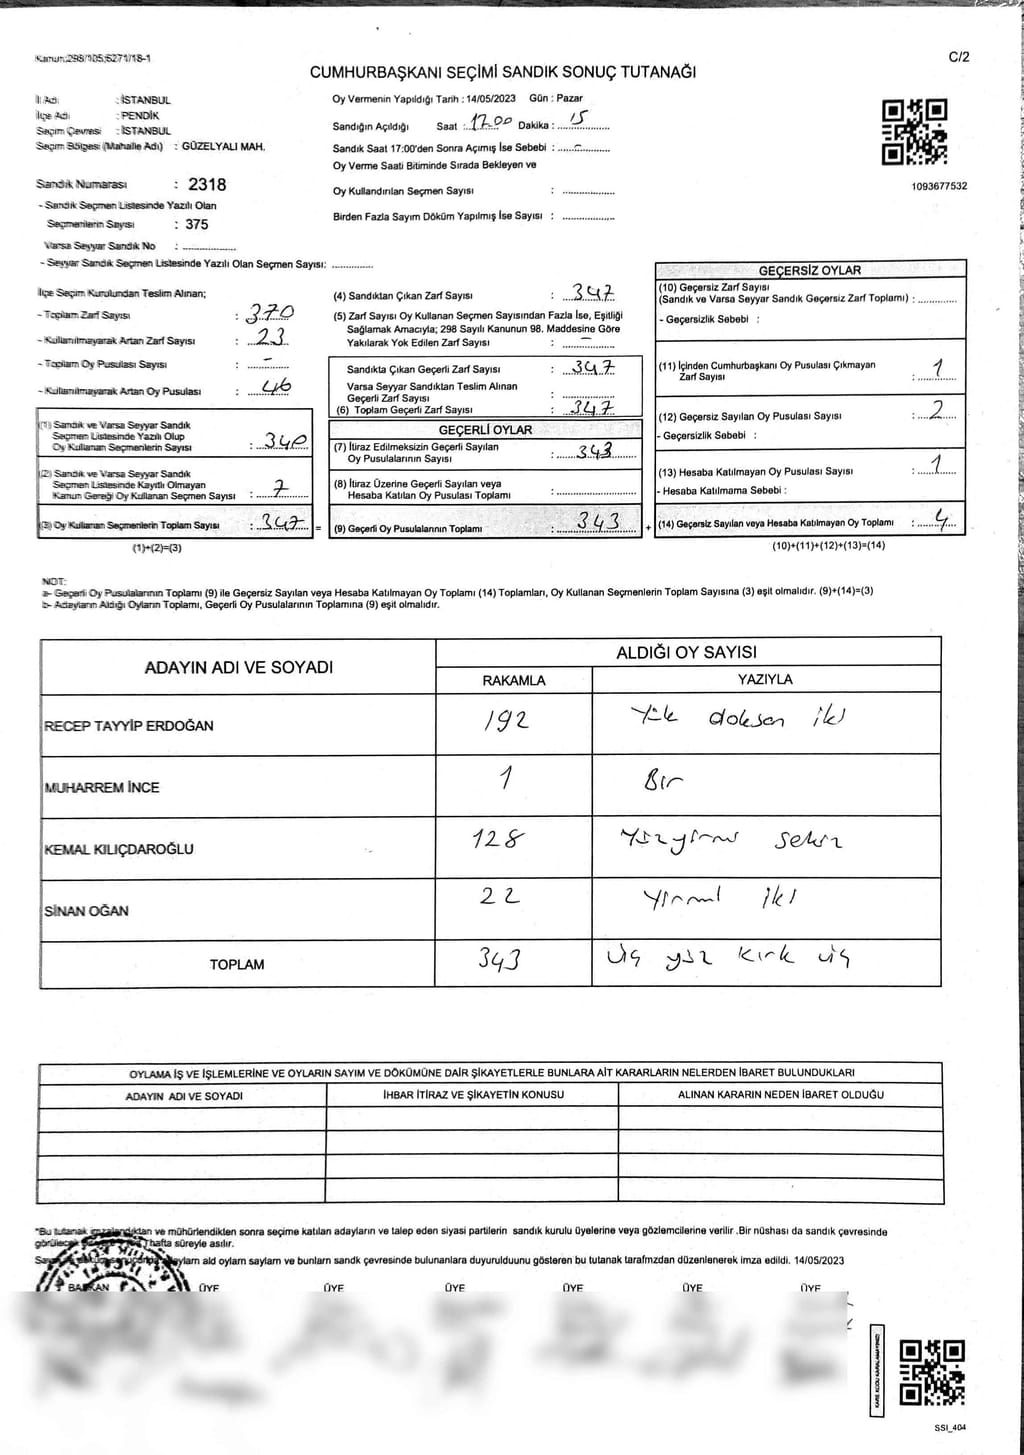 Kanun:298/105;6271/18-1
C/2
CUMHURBAŞKANI SEÇİMİ SANDIK SONUÇ TUTANAĞI
İl Adı : İSTANBUL
İlçe Adı : PENDİK
Seçim Çevresi : İSTANBUL
Seçim Bölgesi (Mahalle Adı) : GÜZELYALI MAH.
Sandık Numarası : 2318
- Sandık Seçmen Listesinde Yazılı Olan
Seçmenlerin Sayısı : 375
Varsa Seyyar Sandık No : ................
- Seyyar Sandık Seçmen Listesinde Yazılı Olan Seçmen Sayısı: ............
Oy Vermenin Yapıldığı Tarih : 14/05/2023 Gün : Pazar
Sandığın Açıldığı Saat : 17.00 Dakika : 15
Sandık Saat 17:00'den Sonra Açımış İse Sebebi : ..... - .....
Oy Verme Saati Bitiminde Sırada Bekleyen ve
Oy Kullandırılan Seçmen Sayısı : ................
Birden Fazla Sayım Döküm Yapılmış İse Sayısı : ................
1093677532
İlçe Seçim Kurulundan Teslim Alınan;
- Toplam Zarf Sayısı : 370
- Kullanılmayarak Artan Zarf Sayısı : 23
- Toplam Oy Pusulası Sayısı : -
- Kullanılmayarak Artan Oy Pusulası : 46
(1) Sandık ve Varsa Seyyar Sandık
Seçmen Listesinde Yazılı Olup
Oy Kullanan Seçmenlerin Sayısı : 340
(2) Sandık ve Varsa Seyyar Sandık
Seçmen Listesinde Kayıtlı Olmayan
Kanun Gereği Oy Kullanan Seçmen Sayısı : 7
(3) Oy Kullanan Seçmenlerin Toplam Sayısı : 347 =
(1)+(2)=(3)
(4) Sandıktan Çıkan Zarf Sayısı : 347
(5) Zarf Sayısı Oy Kullanan Seçmen Sayısından Fazla İse, Eşitliği
Sağlamak Amacıyla; 298 Sayılı Kanunun 98. Maddesine Göre
Yakılarak Yok Edilen Zarf Sayısı : -
Sandıkta Çıkan Geçerli Zarf Sayısı : 347
Varsa Seyyar Sandıktan Teslim Alınan
Geçerli Zarf Sayısı : ................
(6) Toplam Geçerli Zarf Sayısı : 347
GEÇERLİ OYLAR
(7) İtiraz Edilmeksizin Geçerli Sayılan
Oy Pusulalarının Sayısı : 343
(8) İtiraz Üzerine Geçerli Sayılan veya
Hesaba Katılan Oy Pusulası Toplamı : ................
(9) Geçerli Oy Pusulalarının Toplamı : 343 +
GEÇERSİZ OYLAR
(10) Geçersiz Zarf Sayısı
(Sandık ve Varsa Seyyar Sandık Geçersiz Zarf Toplamı) : ............
- Geçersizlik Sebebi :
(11) İçinden Cumhurbaşkanı Oy Pusulası Çıkmayan
Zarf Sayısı : 1
(12) Geçersiz Sayılan Oy Pusulası Sayısı : 2
- Geçersizlik Sebebi :
(13) Hesaba Katılmayan Oy Pusulası Sayısı : 1
- Hesaba Katılmama Sebebi :
(14) Geçersiz Sayılan veya Hesaba Katılmayan Oy Toplamı : 4
(10)+(11)+(12)+(13)=(14)
NOT:
a- Geçerli Oy Pusulalarının Toplamı (9) ile Geçersiz Sayılan veya Hesaba Katılmayan Oy Toplamı (14) Toplamları, Oy Kullanan Seçmenlerin Toplam Sayısına (3) eşit olmalıdır. (9)+(14)=(3)
b- Adayların Aldığı Oyların Toplamı, Geçerli Oy Pusulalarının Toplamına (9) eşit olmalıdır.
ADAYIN ADI VE SOYADI
ALDIĞI OY SAYISI
RAKAMLA YAZIYLA
RECEP TAYYİP ERDOĞAN 192 Yük doksan iki
MUHARREM İNCE 1 Bir
KEMAL KILIÇDAROĞLU 128 Yüzyirmi sekiz
SİNAN OĞAN 22 Yirmi iki
TOPLAM 343 üç yüz kırk üç
OYLAMA İŞ VE İŞLEMLERİNE VE OYLARIN SAYIM VE DÖKÜMÜNE DAİR ŞİKAYETLERLE BUNLARA AİT KARARLARIN NELERDEN İBARET BULUNDUKLARI
ADAYIN ADI VE SOYADI İHBAR İTİRAZ VE ŞİKAYETİN KONUSU ALINAN KARARIN NEDEN İBARET OLDUĞU
"Bu tutanak imzalandıktan ve mühürlendikten sonra seçime katılan adayların ve talep eden siyasi partilerin sandık kurulu üyelerine veya gözlemcilerine verilir .Bir nüshası da sandık çevresinde
görülecek hafta süreyle asılır.
ald oylarn saylarn ve bunlarn sandk çevresinde bulunanlara duyurulduunu gösteren bu tutanak tarafmzdan düzenlenerek imza edildi. 14/05/2023
BAŞKAN ÜYE ÜYE ÜYE ÜYE ÜYE ÜYE
KARE KODU KARALAMAYINIZ!
SSI_404